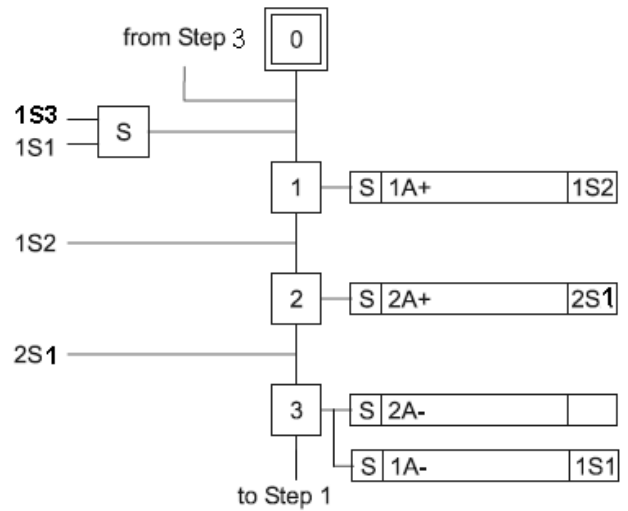 from Step 3
0
1S3
S
1S1
1
S 1A+ 1S2
1S2
2
S 2A+ 2S1
2S1
3
S 2A-
S 1A- 1S1
to Step 1